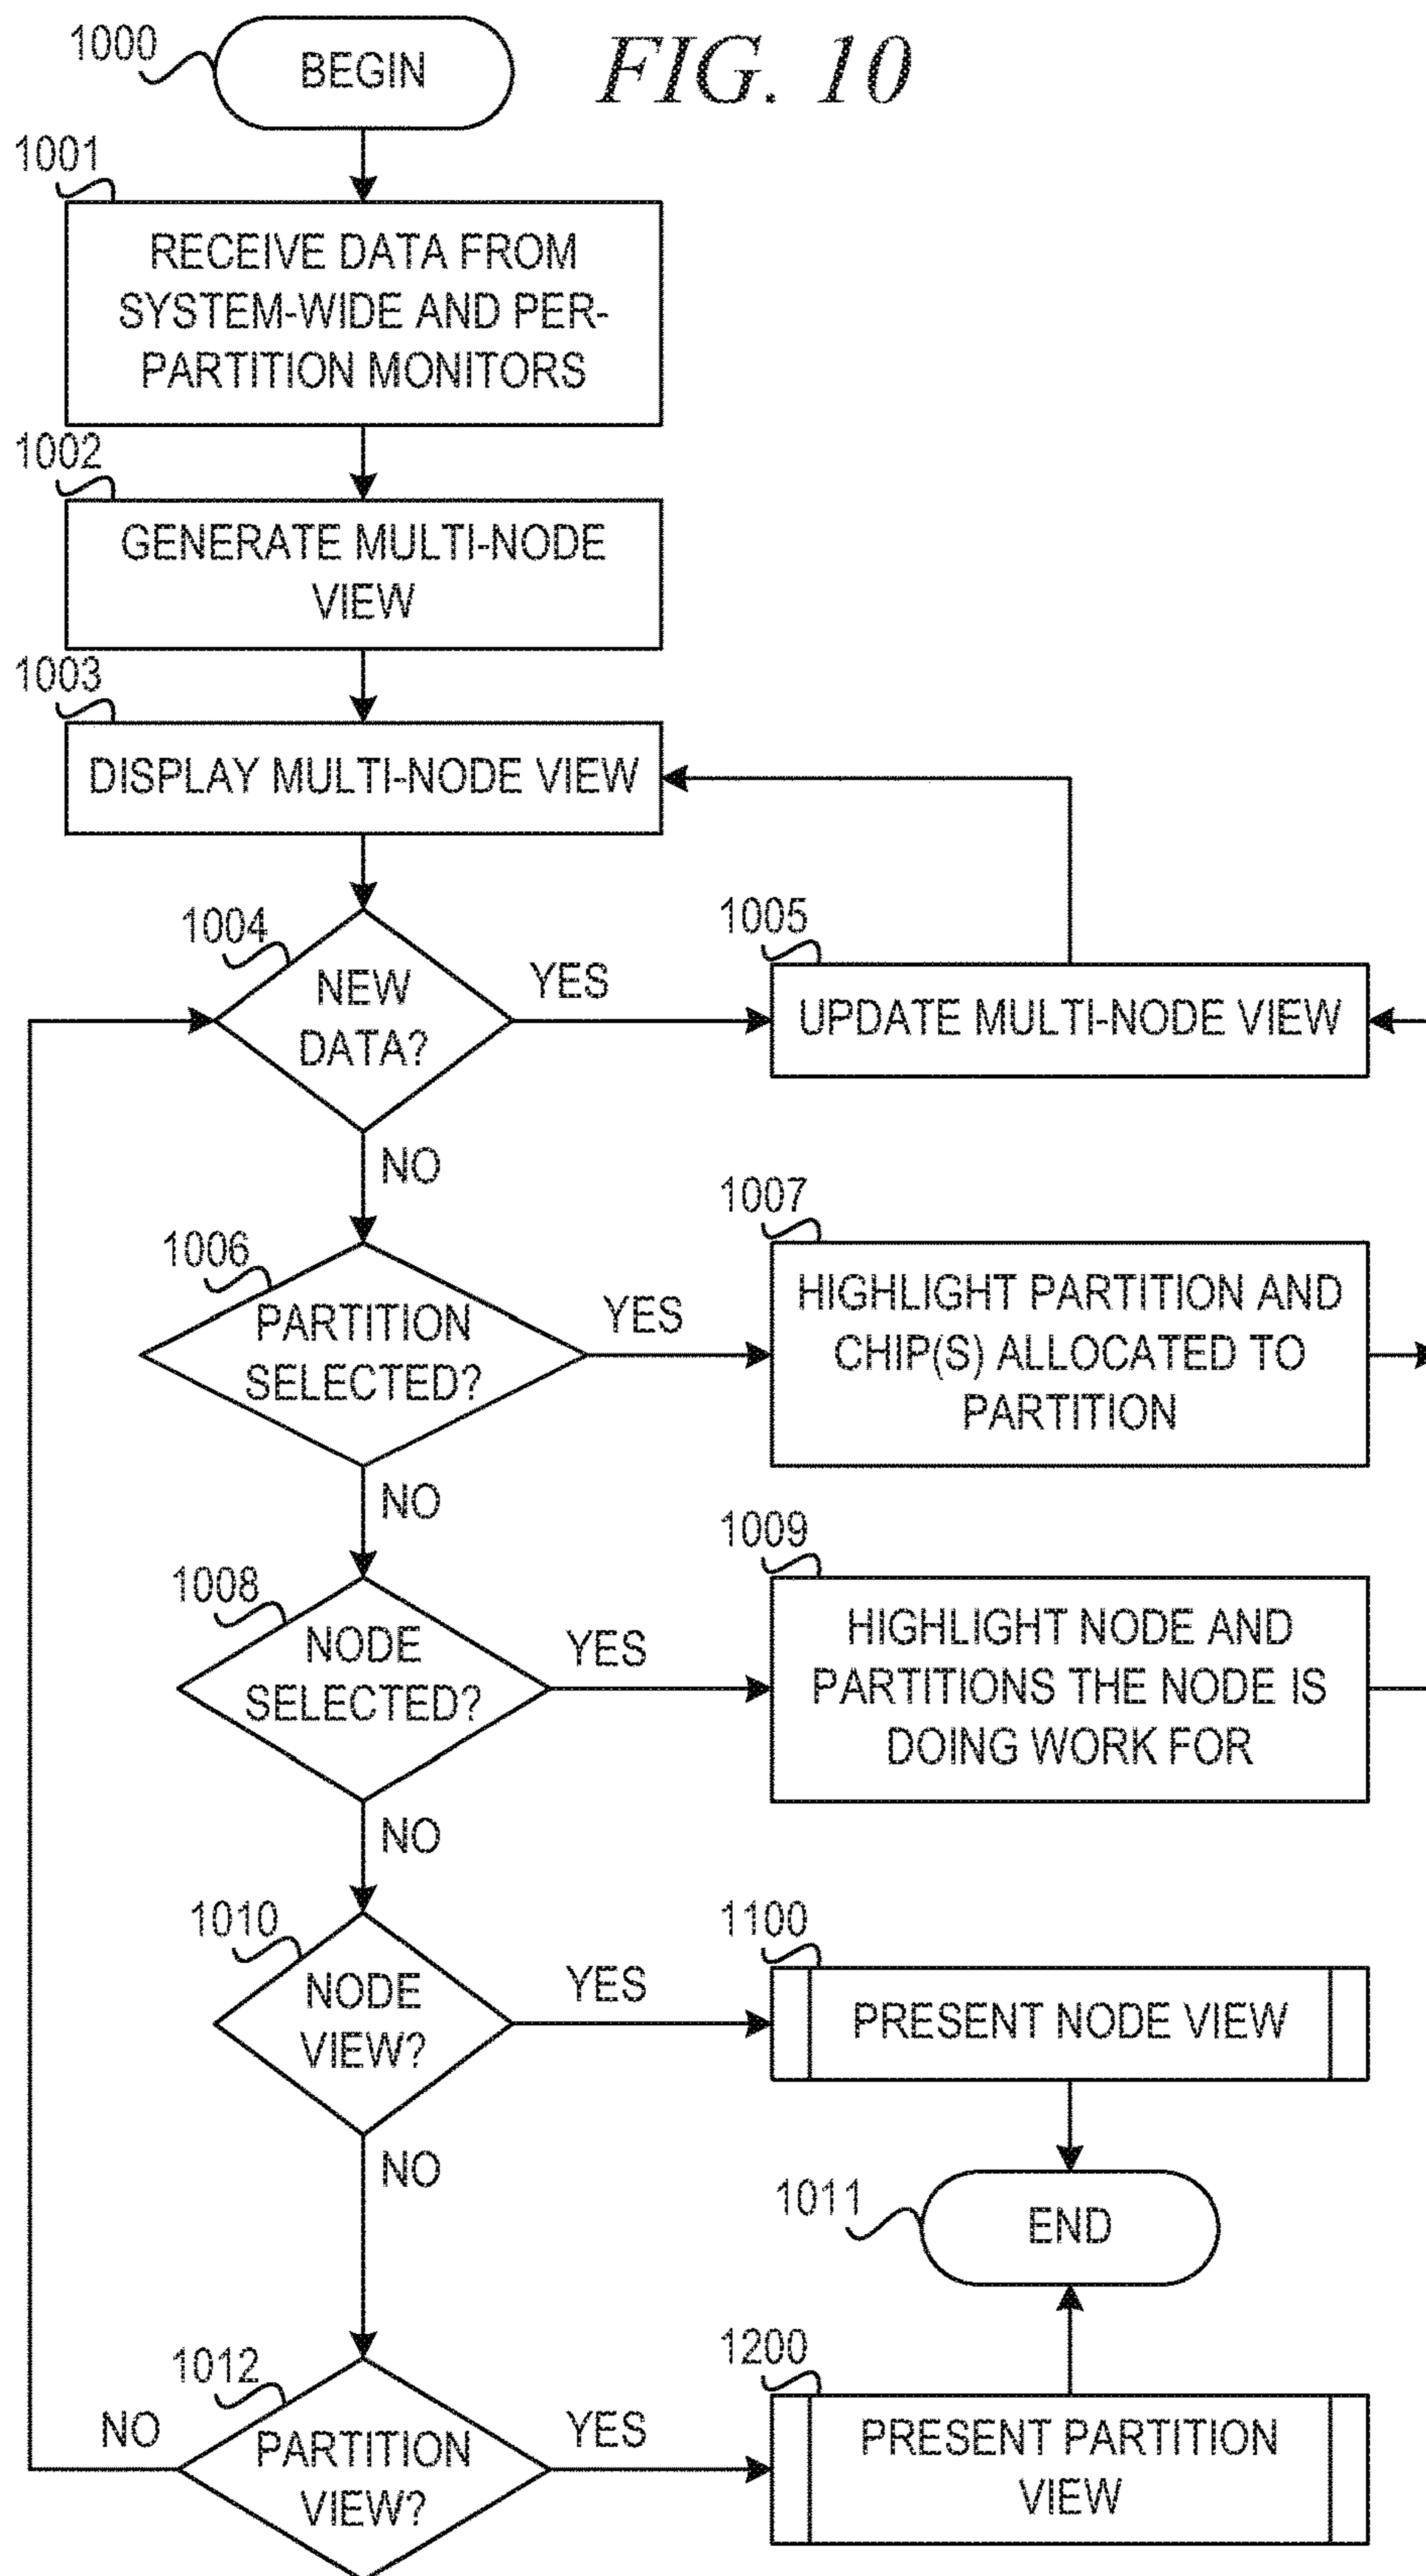 FIG. 10
1000
BEGIN
1001
RECEIVE DATA FROM
SYSTEM-WIDE AND PER-
PARTITION MONITORS
1002
GENERATE MULTI-NODE
VIEW
1003
DISPLAY MULTI-NODE VIEW
1004
NEW
DATA?
YES
NO
1005
UPDATE MULTI-NODE VIEW
1006
PARTITION
SELECTED?
YES
NO
1007
HIGHLIGHT PARTITION AND
CHIP(S) ALLOCATED TO
PARTITION
1008
NODE
SELECTED?
YES
NO
1009
HIGHLIGHT NODE AND
PARTITIONS THE NODE IS
DOING WORK FOR
1010
NODE
VIEW?
YES
NO
1100
PRESENT NODE VIEW
1011
END
1012
PARTITION
VIEW?
NO
YES
1200
PRESENT PARTITION
VIEW